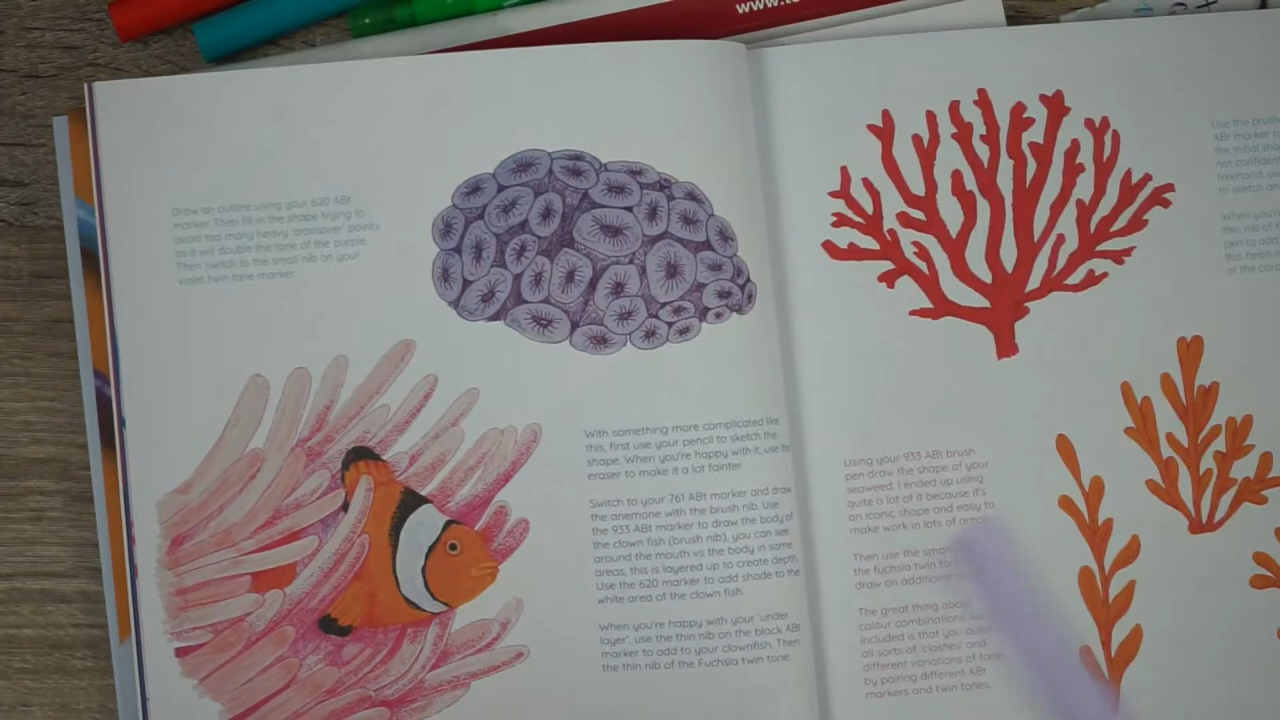 www.to
Draw an outline using your 620 ABt
marker. Then fill in the shape trying to
avoid too many heavy 'crossover' points
as it will double the tone of the purple.
Then switch to the small nib on your
violet twin tone marker.
With something more complicated like
this, first use your pencil to sketch the
shape. When you're happy with it, use the
eraser to make it a lot fainter.
Switch to your 761 ABt marker and draw
the anemone with the brush nib. Use
the 933 ABt marker to draw the body of
the clown fish (brush nib), you can see
around the mouth vs the body in some
areas, this is layered up to create depth.
Use the 620 marker to add shade to the
white area of the clown fish.
When you're happy with your 'under
layer', use the thin nib on the black ABt
marker to add to your clownfish. Then
the thin nib of the Fuchsia twin tone.
Use the brush
ABt marker
the initial sha
not confident
freehand, us
to sketch an
When you'r
thin nib of
pen to add
this helps
of the cora
Using your 933 ABt brush
pen draw the shape of your
seaweed. I ended up using
quite a lot of it because it's
an iconic shape and easy to
make work in lots of areas
Then use the small
the fuchsia twin to
draw on additional
The great thing about
colour combinations
included is that you
all sorts of 'clashes' and
different variations of tone
by pairing different ABt
markers and twin tones.